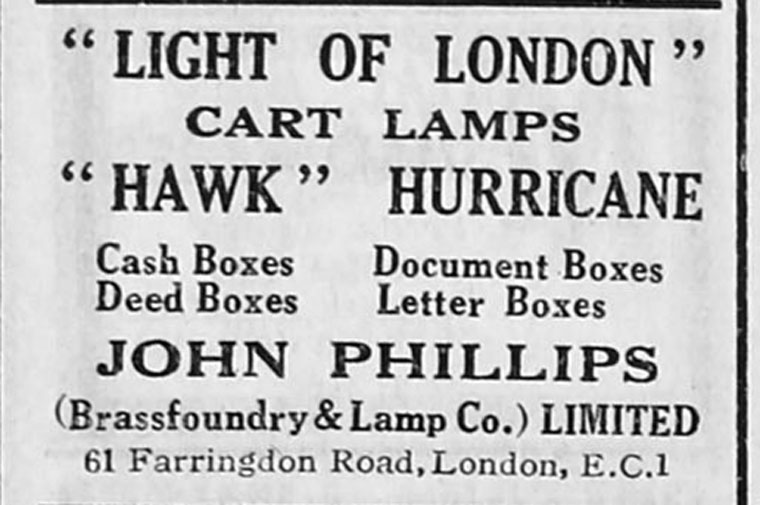 “LIGHT OF LONDON”
CART LAMPS
“HAWK” HURRICANE
Cash Boxes Document Boxes
Deed Boxes Letter Boxes
JOHN PHILLIPS
(Brassfoundry & Lamp Co.) LIMITED
61 Farringdon Road, London, E.C.1